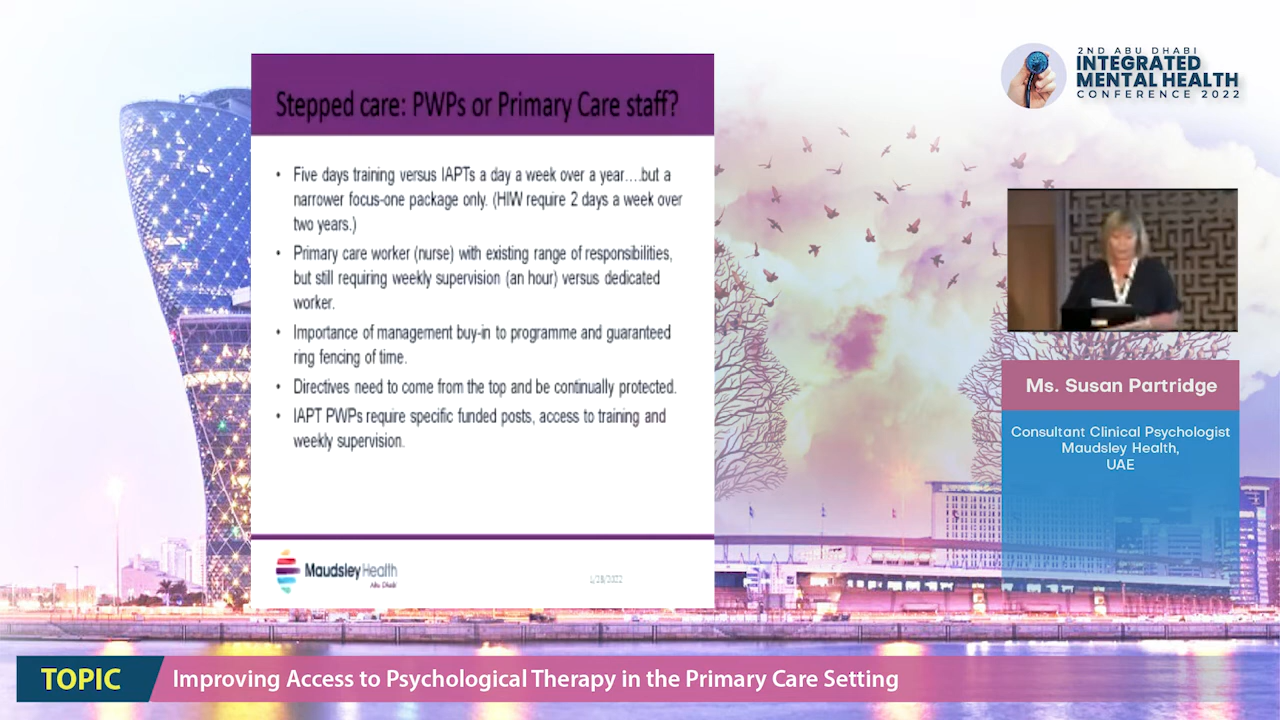 Stepped care: PWPs or Primary Care staff?
• Five days training versus IAPTs a day a week over a year….but a
narrower focus-one package only. (HIW require 2 days a week over
two years.)
• Primary care worker (nurse) with existing range of responsibilities,
but still requiring weekly supervision (an hour) versus dedicated
worker.
• Importance of management buy-in to programme and guaranteed
ring fencing of time.
• Directives need to come from the top and be continually protected.
• IAPT PWPs require specific funded posts, access to training and
weekly supervision.
Maudsley Health
Abu Dhabi
2ND ABU DHABI
INTEGRATED
MENTAL HEALTH
CONFERENCE 2022
Ms. Susan Partridge
Consultant Clinical Psychologist
Maudsley Health,
UAE
TOPIC
Improving Access to Psychological Therapy in the Primary Care Setting